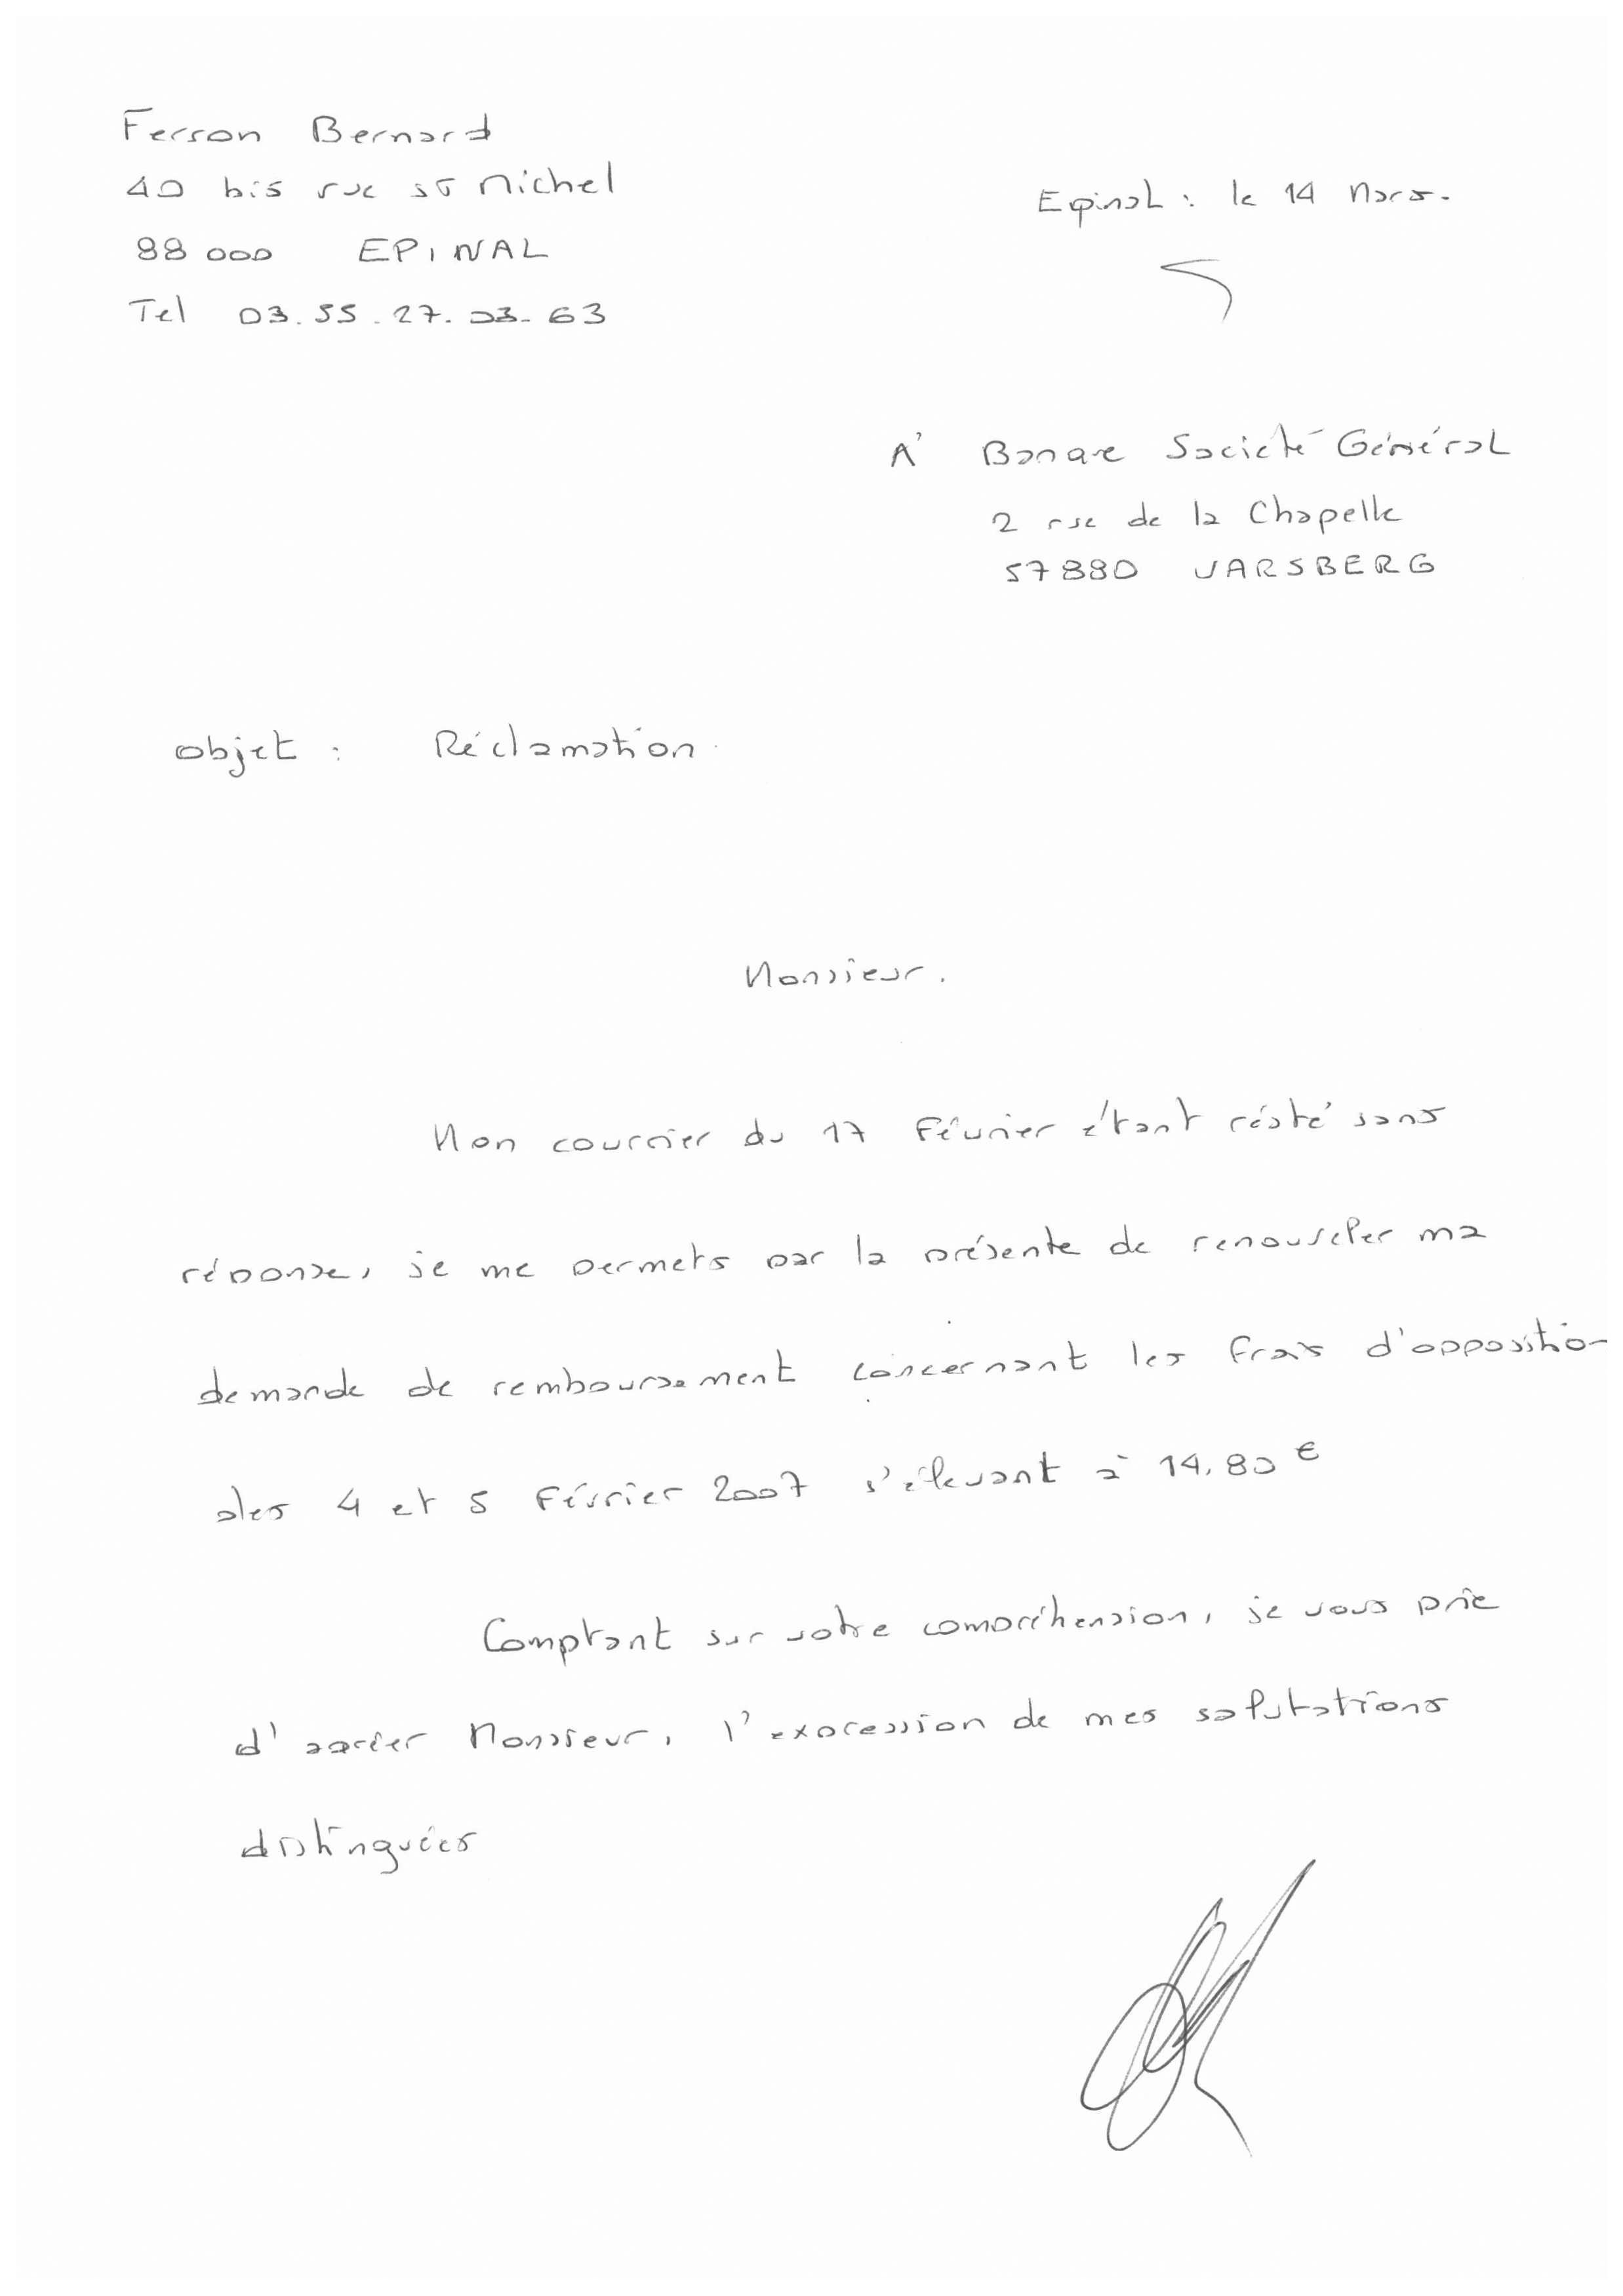 Ferson Bernard
40 bis rue st Michel
88 000 EPINAL
Tel 03.55.27.03.63
Epinal : le 14 Mars.
A Banque Société Général
2 rue de la Chapelle
57880 VARSBERG
objet : Réclamation.
Monsieur.
Mon courrier du 17 Février étant résté sans
réponse, je me permets par la présente de renouveler ma
demande de remboursement concernant les frais d'opposition
des 4 et 5 Février 2007 s'élevant à 14,80 €
Comptant sur votre compréhension, je vous prie
d'agréer Monsieur, l'expression de mes salutations
distinguées